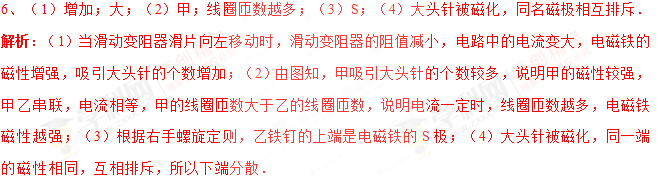 6、（1）增加；大；（2）甲；线圈匝数越多；（3）S；（4）大头针被磁化，同名磁极相互排斥．
解析：（1）当滑动变阻器滑片向左移动时，滑动变阻器的阻值减小，电路中的电流变大，电磁铁的
磁性增强，吸引大头针的个数增加；（2）由图知，甲吸引大头针的个数较多，说明甲的磁性较强，
甲乙串联，电流相等，甲的线圈匝数大于乙的线圈匝数，说明电流一定时，线圈匝数越多，电磁铁
磁性越强；（3）根据右手螺旋定则，乙铁钉的上端是电磁铁的 S 极；（4）大头针被磁化，同一端
的磁性相同，互相排斥，所以下端分散．